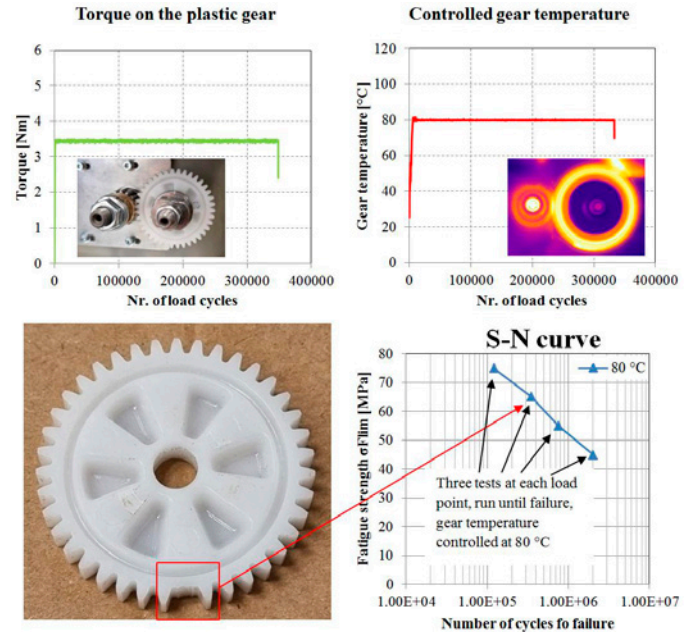 Torque on the plastic gear
Torque [Nm]
6
5
4
3
2
1
0
0 100000 200000 300000 400000
Nr. of load cycles
Controlled gear temperature
Gear temperature [°C]
120
100
80
60
40
20
0
0 100000 200000 300000 400000
Nr. of load cycles
S-N curve
Fatigue strength σFlim [MPa]
80
70
60
50
40
30
20
10
0
80 °C
Three tests at each load
point, run until failure,
gear temperature
controlled at 80 °C
1.00E+04 1.00E+05 1.00E+06 1.00E+07
Number of cycles fo failure